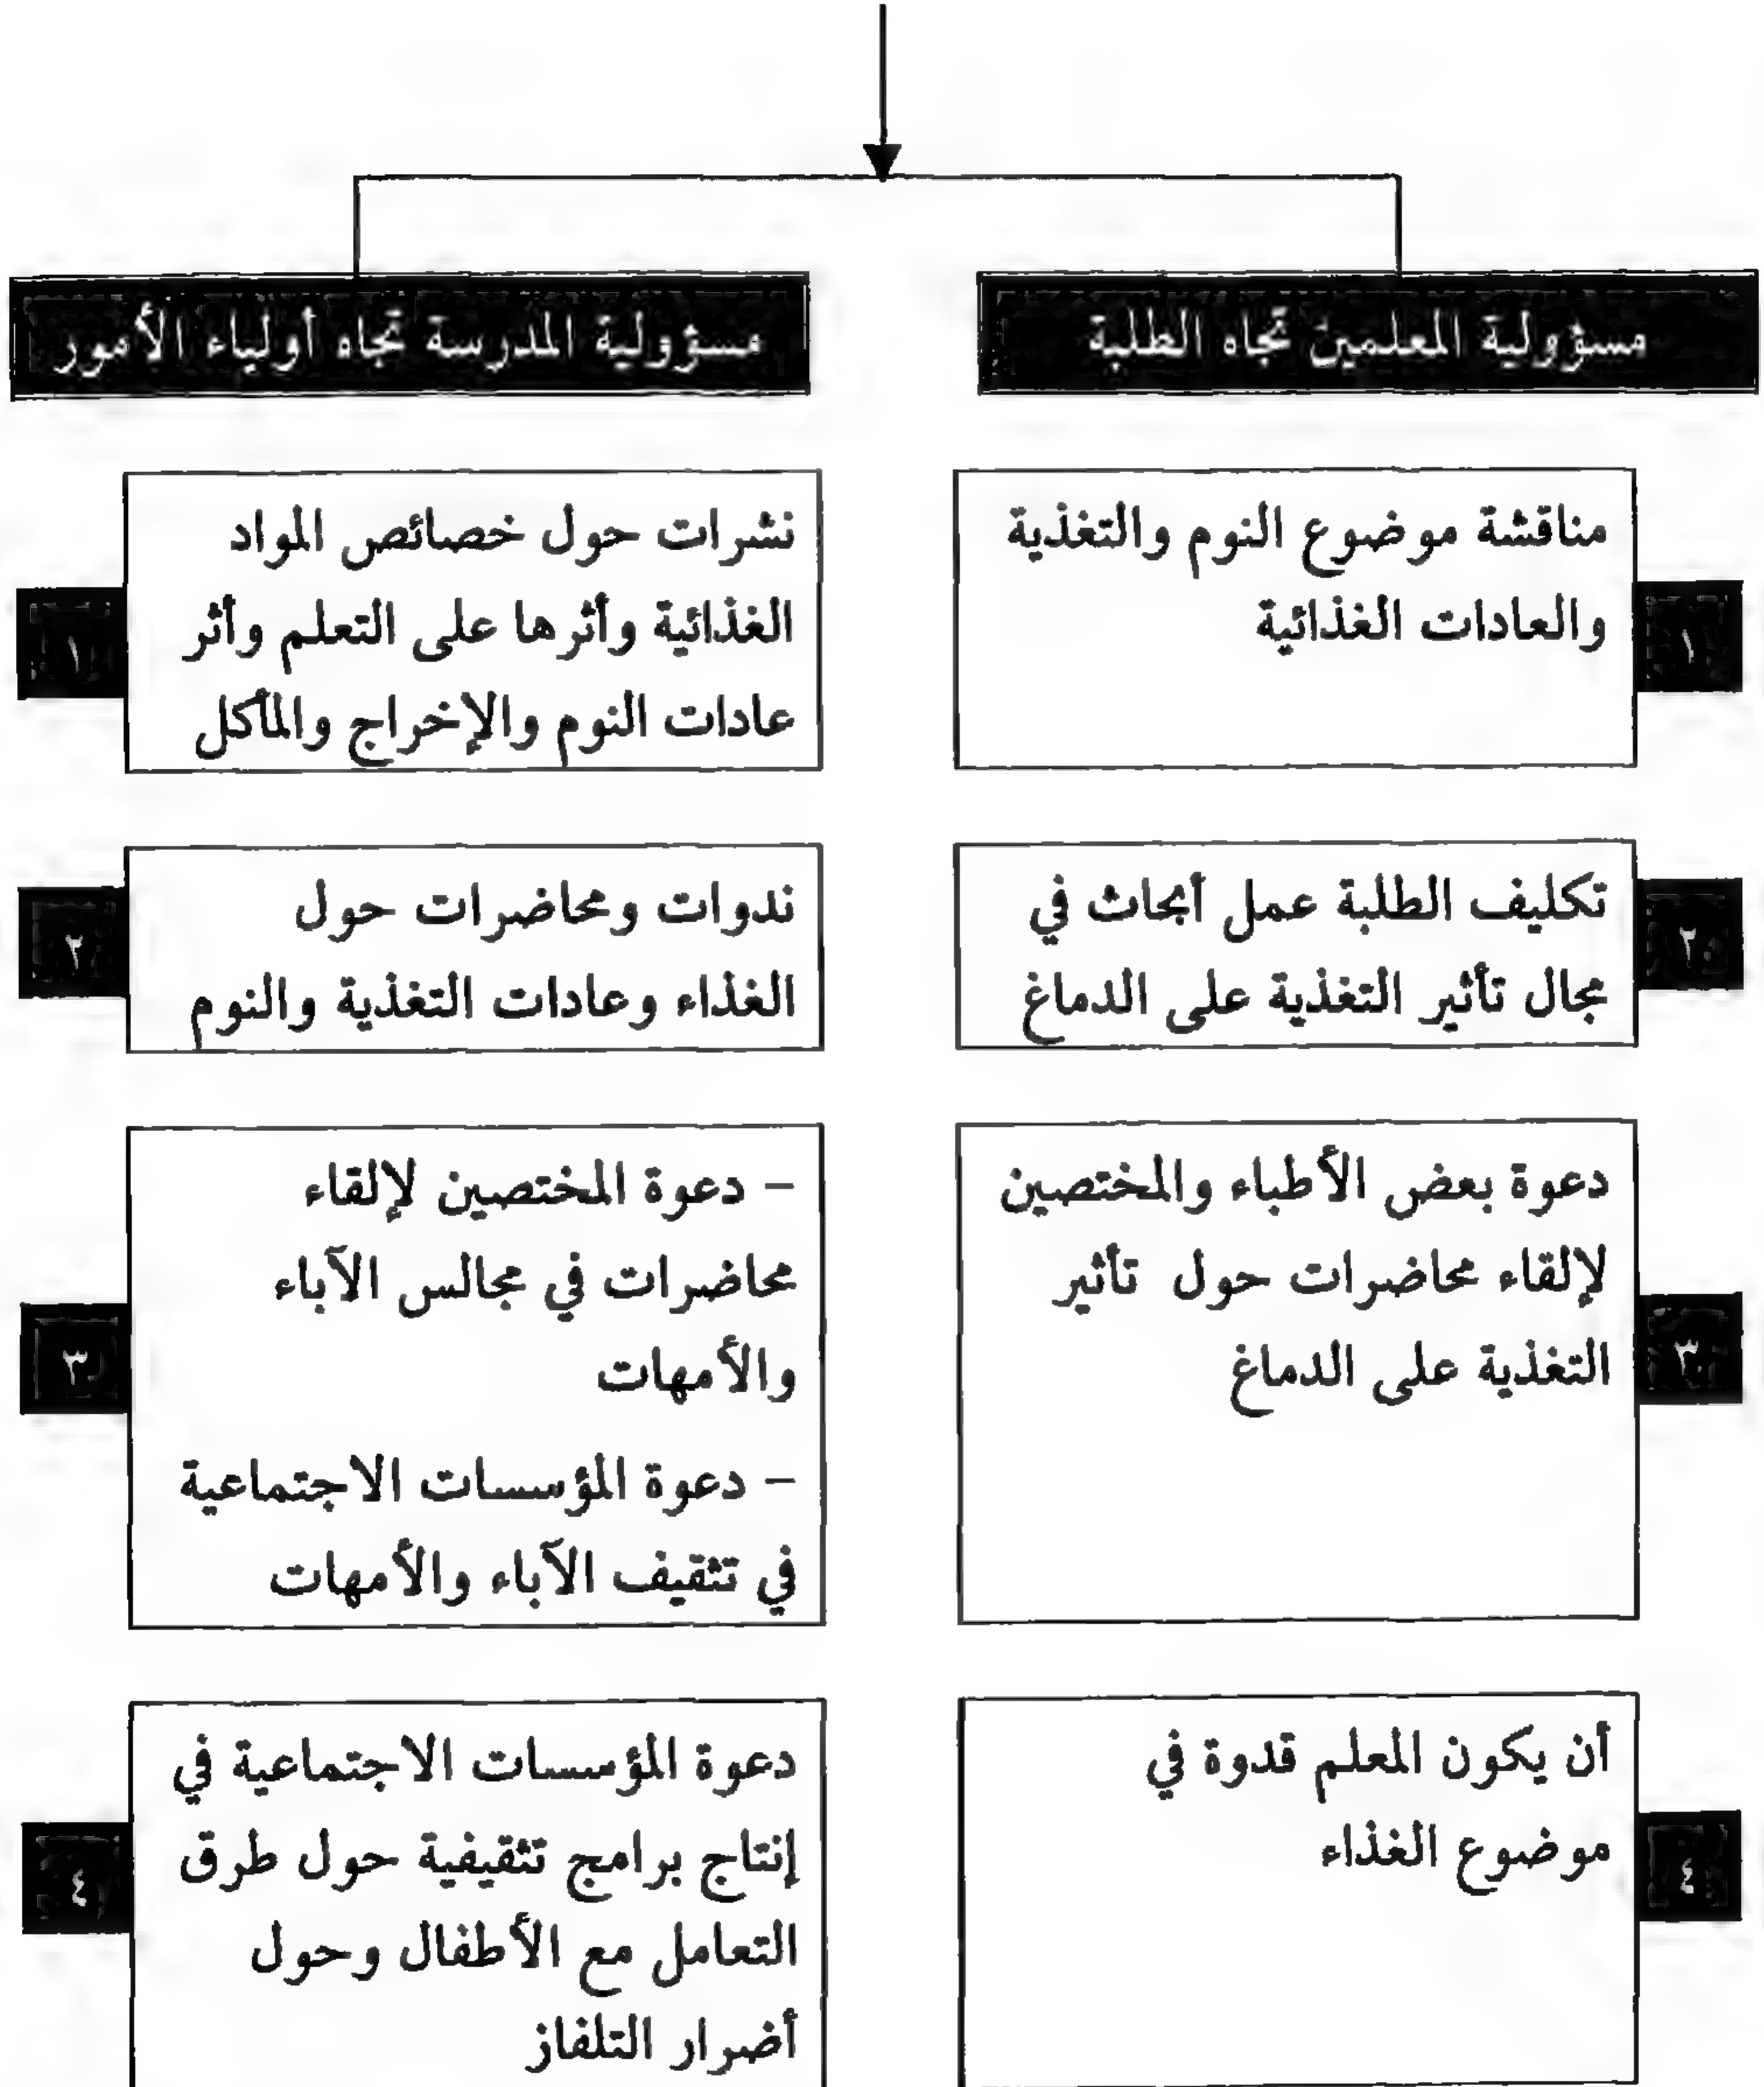 مسؤولية المعلمين تجاه الطلبة
١
مناقشة موضوع النوم والتغذية
والعادات الغذائية
٢
تكليف الطلبة عمل أبحاث في
مجال تأثير التغذية على الدماغ
٣
دعوة بعض الأطباء والمختصين
لإلقاء محاضرات حول تأثير
التغذية على الدماغ
٤
أن يكون المعلم قدوة في
موضوع الغذاء
مسؤولية المدرسة تجاه أولياء الأمور
١
نشرات حول خصائص المواد
الغذائية وأثرها على التعلم وأثر
عادات النوم والإخراج والمأكل
٢
ندوات ومحاضرات حول
الغذاء وعادات التغذية والنوم
٣
– دعوة المختصين لإلقاء
محاضرات في مجالس الآباء
والأمهات
– دعوة المؤسسات الاجتماعية
في تثقيف الآباء والأمهات
٤
دعوة المؤسسات الاجتماعية في
إنتاج برامج تثقيفية حول طرق
التعامل مع الأطفال وحول
أضرار التلفاز